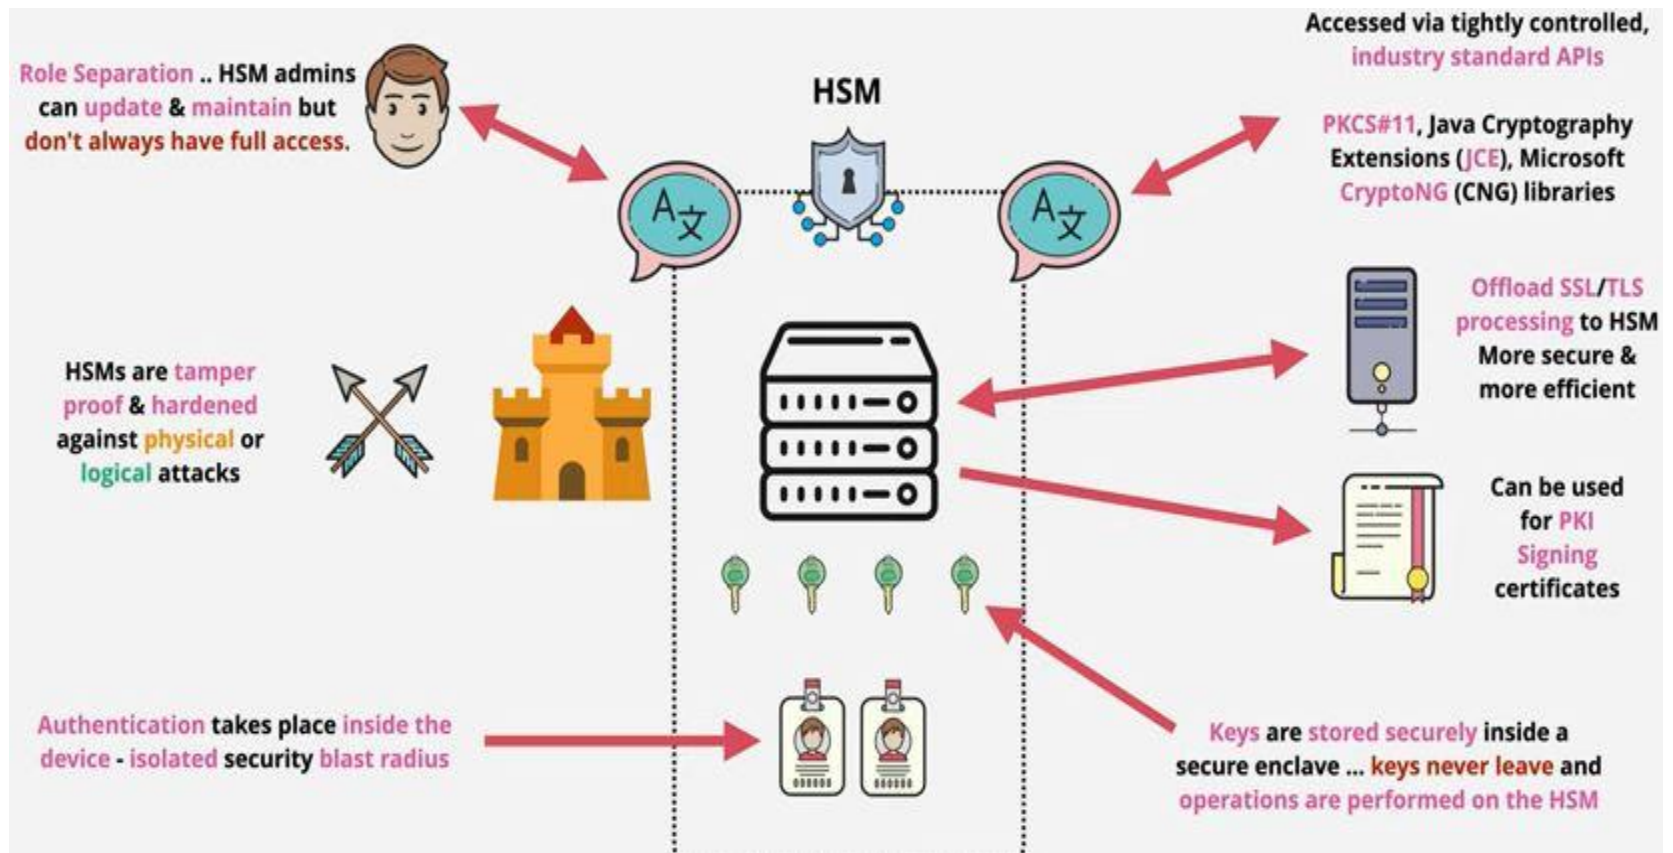 Role Separation .. HSM admins
can update & maintain but
don't always have full access.
HSM
A文
A文
Accessed via tightly controlled,
industry standard APIs
PKCS#11, Java Cryptography
Extensions (JCE), Microsoft
CryptoNG (CNG) libraries
HSMs are tamper
proof & hardened
against physical or
logical attacks
Offload SSL/TLS
processing to HSM
More secure &
more efficient
Can be used
for PKI
Signing
certificates
Authentication takes place inside the
device - isolated security blast radius
Keys are stored securely inside a
secure enclave ... keys never leave and
operations are performed on the HSM